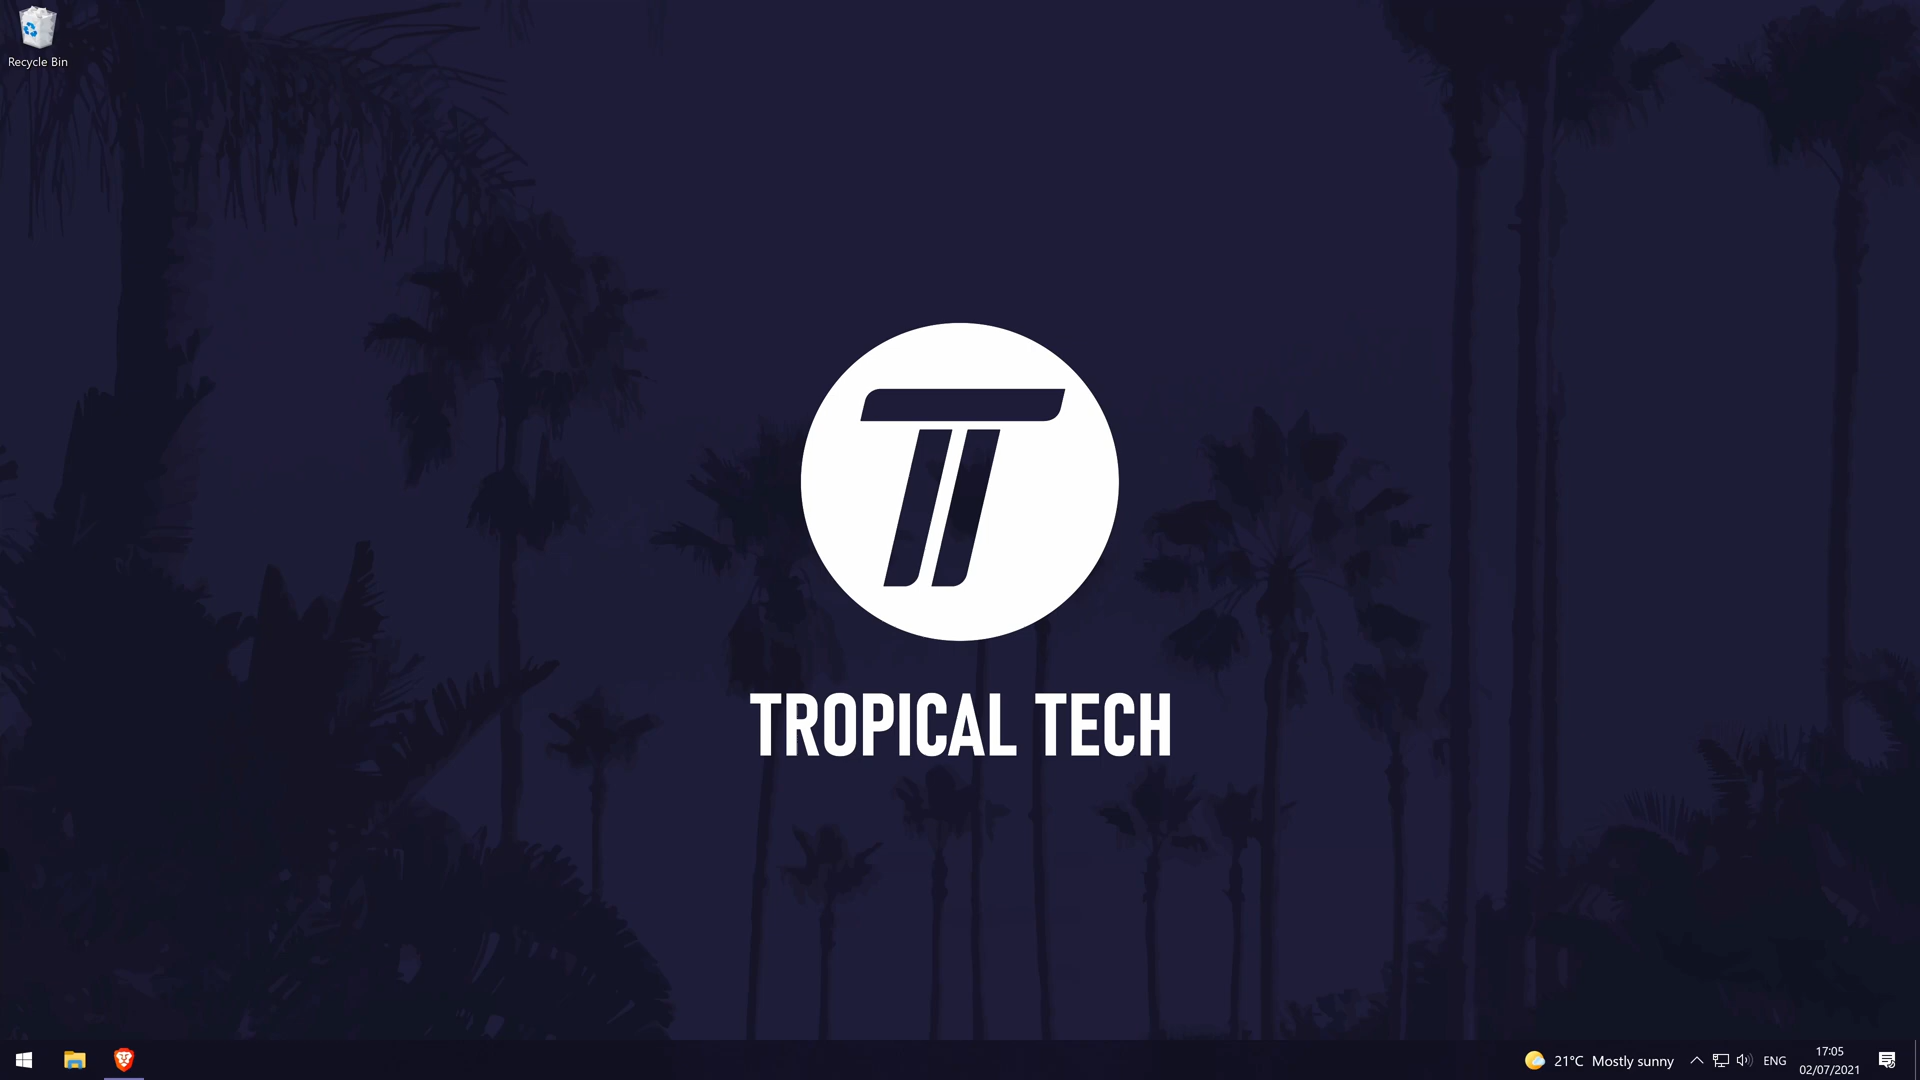 Recycle Bin
TROPICAL TECH
21°C Mostly sunny
ENG
17:05
02/07/2021